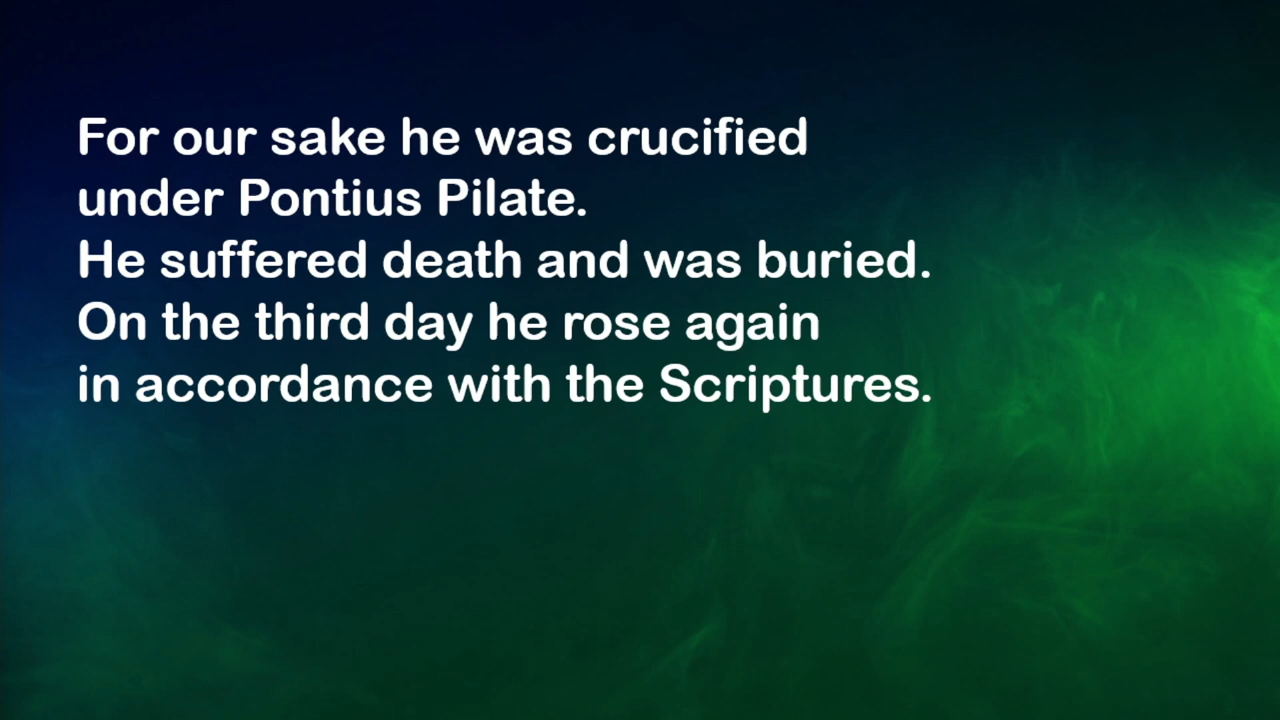 For our sake he was crucified
under Pontius Pilate.
He suffered death and was buried.
On the third day he rose again
in accordance with the Scriptures.